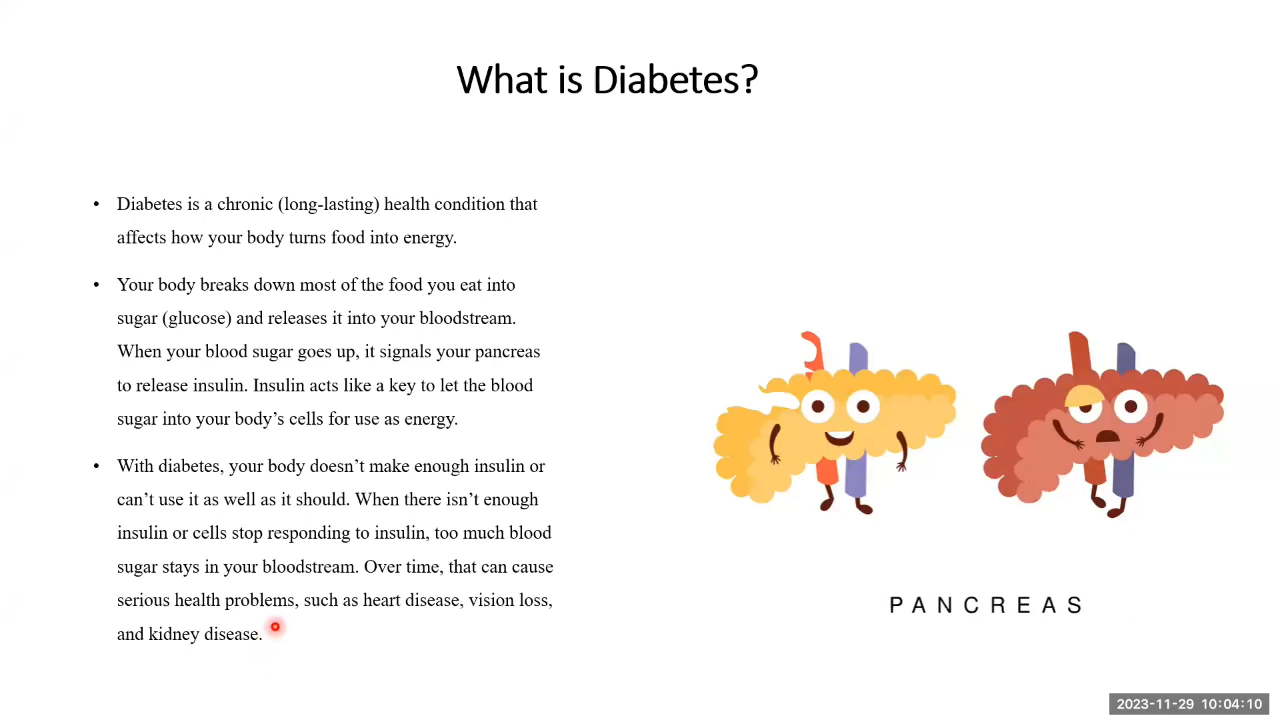 What is Diabetes?
• Diabetes is a chronic (long-lasting) health condition that
affects how your body turns food into energy.
• Your body breaks down most of the food you eat into
sugar (glucose) and releases it into your bloodstream.
When your blood sugar goes up, it signals your pancreas
to release insulin. Insulin acts like a key to let the blood
sugar into your body’s cells for use as energy.
• With diabetes, your body doesn’t make enough insulin or
can’t use it as well as it should. When there isn’t enough
insulin or cells stop responding to insulin, too much blood
sugar stays in your bloodstream. Over time, that can cause
serious health problems, such as heart disease, vision loss,
and kidney disease.
PANCREAS
2023-11-29 10:04:10